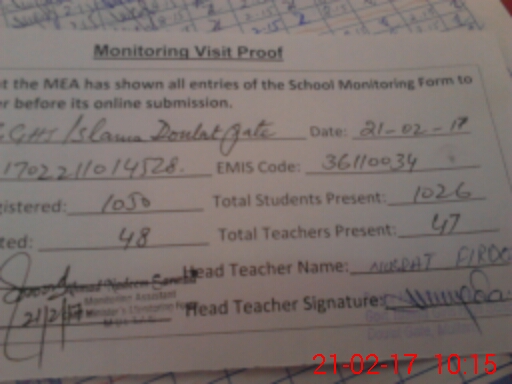 Monitoring Visit Proof
t the MEA has shown all entries of the School Monitoring Form to
r before its online submission.
Islamia Doulat Gate Date: 21-02-17
1702211014528. EMIS Code: 36110034
gistered: 1050 Total Students Present: 1026
ted: 48 Total Teachers Present: 47
Head Teacher Name: NUSRAT FIRDO
21/2/17 Monitoring Assistant Head Teacher Signature:
21-02-17 10:15